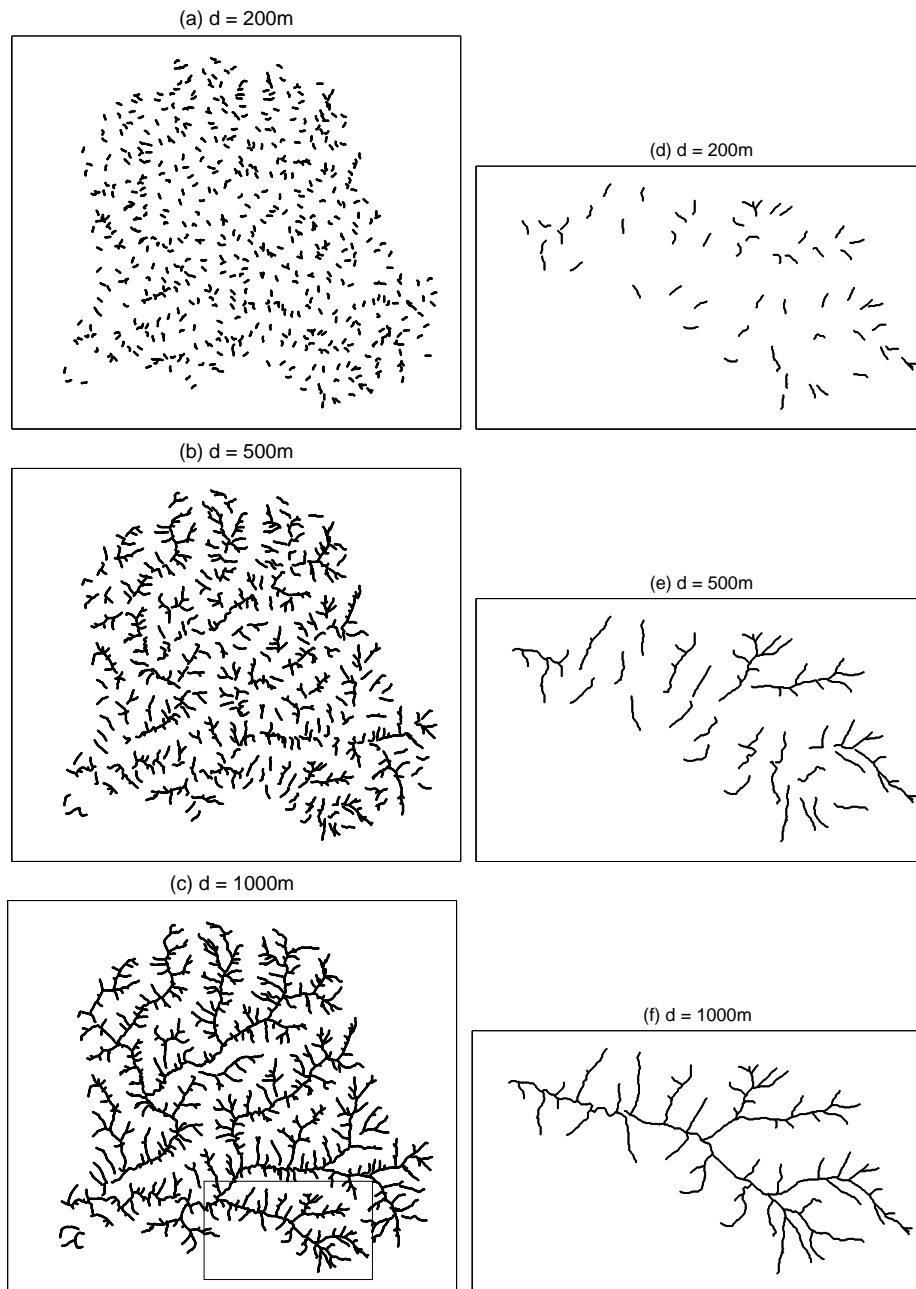 (a) d = 200m
(d) d = 200m
(b) d = 500m
(e) d = 500m
(c) d = 1000m
(f) d = 1000m